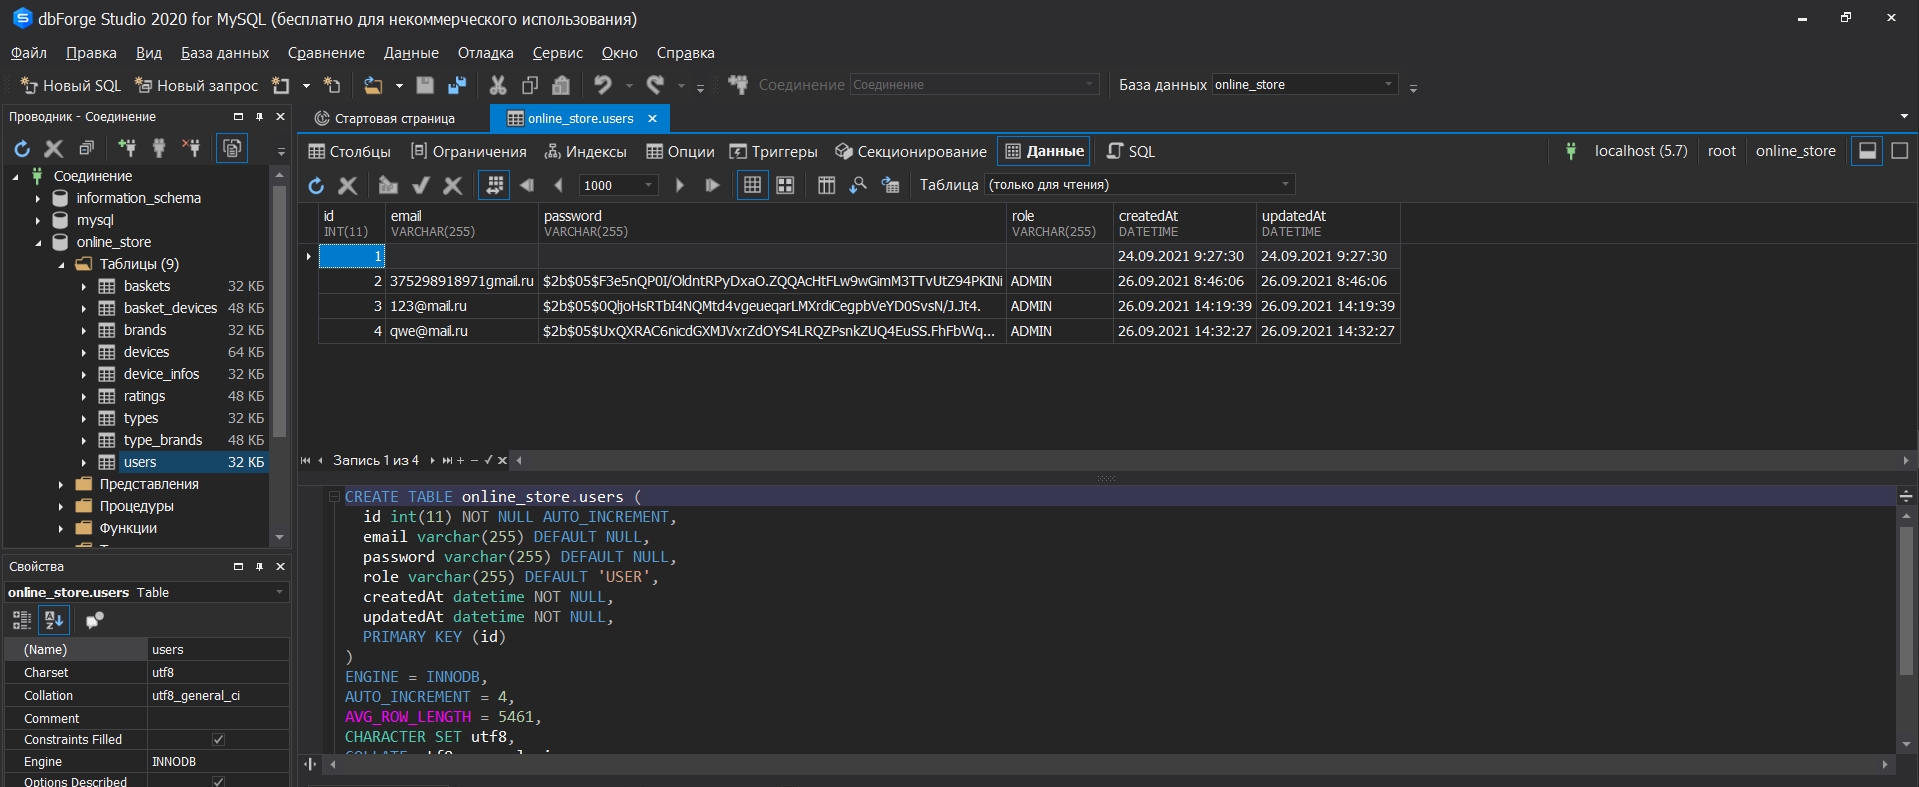 dbForge Studio 2020 for MySQL (бесплатно для некоммерческого использования)
Файл Правка Вид База данных Сравнение Данные Отладка Сервис Окно Справка
Новый SQL Новый запрос Соединение Соединение База данных online_store
Проводник - Соединение
Соединение
information_schema
mysql
online_store
Таблицы (9)
baskets 32 КБ
basket_devices 48 КБ
brands 32 КБ
devices 64 КБ
device_infos 32 КБ
ratings 48 КБ
types 32 КБ
type_brands 48 КБ
users 32 КБ
Представления
Процедуры
Функции
Свойства
online_store.users Table
(Name) users
Charset utf8
Collation utf8_general_ci
Comment
Constraints Filled
Engine INNODB
Options Described
Стартовая страница online_store.users
Столбцы Ограничения Индексы Опции Триггеры Секционирование Данные SQL localhost (5.7) root online_store
1000 Таблица (только для чтения)
id email password role createdAt updatedAt
INT(11) VARCHAR(255) VARCHAR(255) VARCHAR(255) DATETIME DATETIME
1 24.09.2021 9:27:30 24.09.2021 9:27:30
2 375298918971gmail.ru $2b$05$F3e5nQP0I/OldntRPyDxaO.ZQQAcHtFLw9wGimM3TTvUtZ94PKINi ADMIN 26.09.2021 8:46:06 26.09.2021 8:46:06
3 123@mail.ru $2b$05$0QljoHsRTbI4NQMtd4vgeueqarLMXrdiCegpbVeYD0SvsN/J.Jt4. ADMIN 26.09.2021 14:19:39 26.09.2021 14:19:39
4 qwe@mail.ru $2b$05$UxQXRAC6nicdGXMJVxrZdOYS4LRQZPsnkZUQ4EuSS.FhFbWq... ADMIN 26.09.2021 14:32:27 26.09.2021 14:32:27
Запись 1 из 4
CREATE TABLE online_store.users (
id int(11) NOT NULL AUTO_INCREMENT,
email varchar(255) DEFAULT NULL,
password varchar(255) DEFAULT NULL,
role varchar(255) DEFAULT 'USER',
createdAt datetime NOT NULL,
updatedAt datetime NOT NULL,
PRIMARY KEY (id)
)
ENGINE = INNODB,
AUTO_INCREMENT = 4,
AVG_ROW_LENGTH = 5461,
CHARACTER SET utf8,